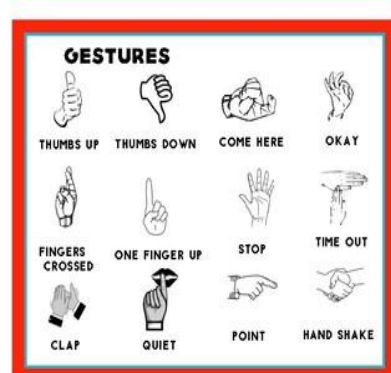 GESTURES
THUMBS UP THUMBS DOWN COME HERE OKAY
FINGERS CROSSED ONE FINGER UP STOP TIME OUT
CLAP QUIET POINT HAND SHAKE